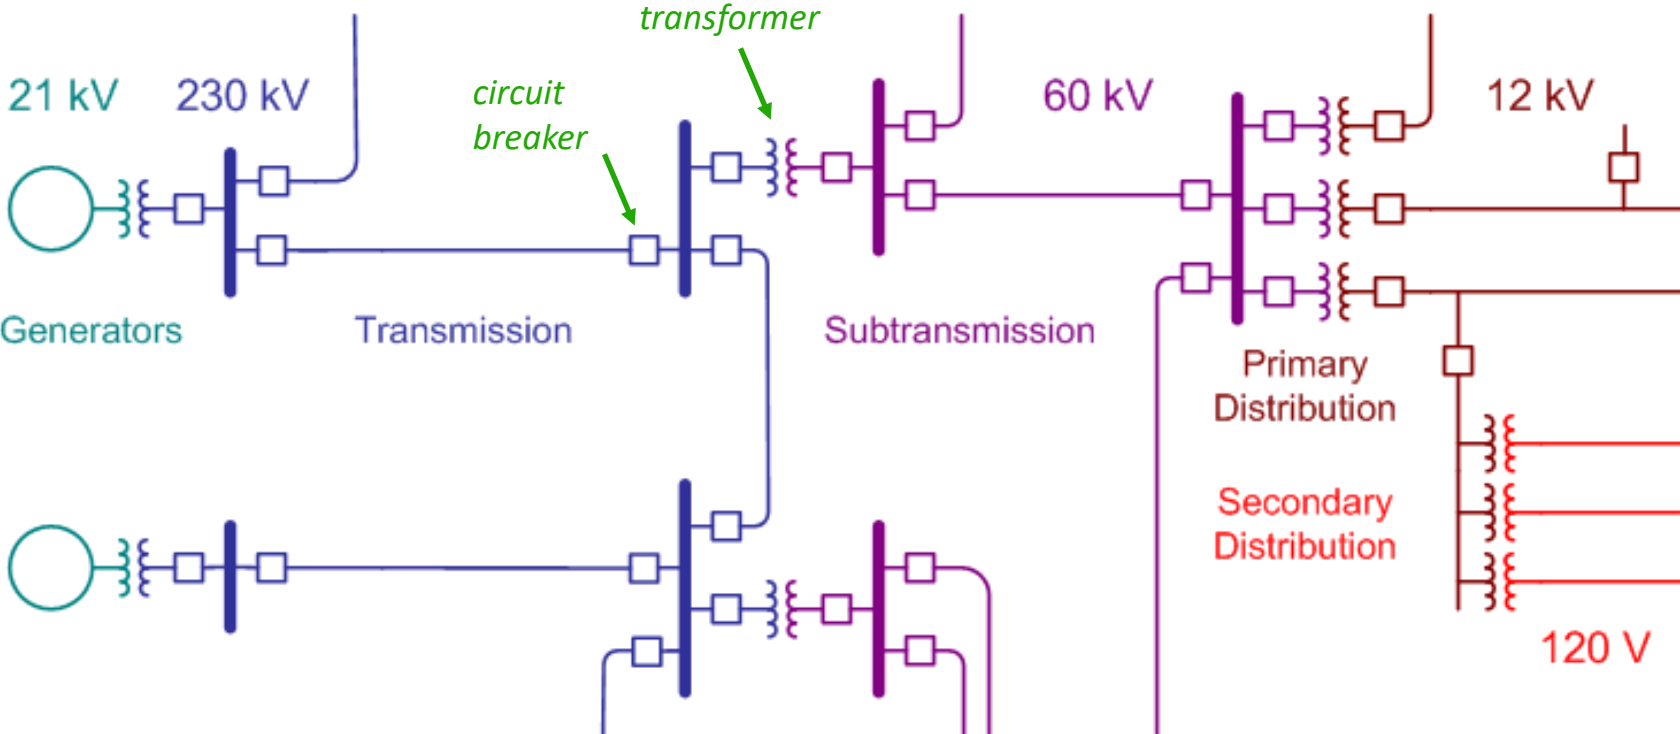 transformer
circuit
breaker
21 kV
230 kV
60 kV
12 kV
Generators
Transmission
Subtransmission
Primary
Distribution
Secondary
Distribution
120 V